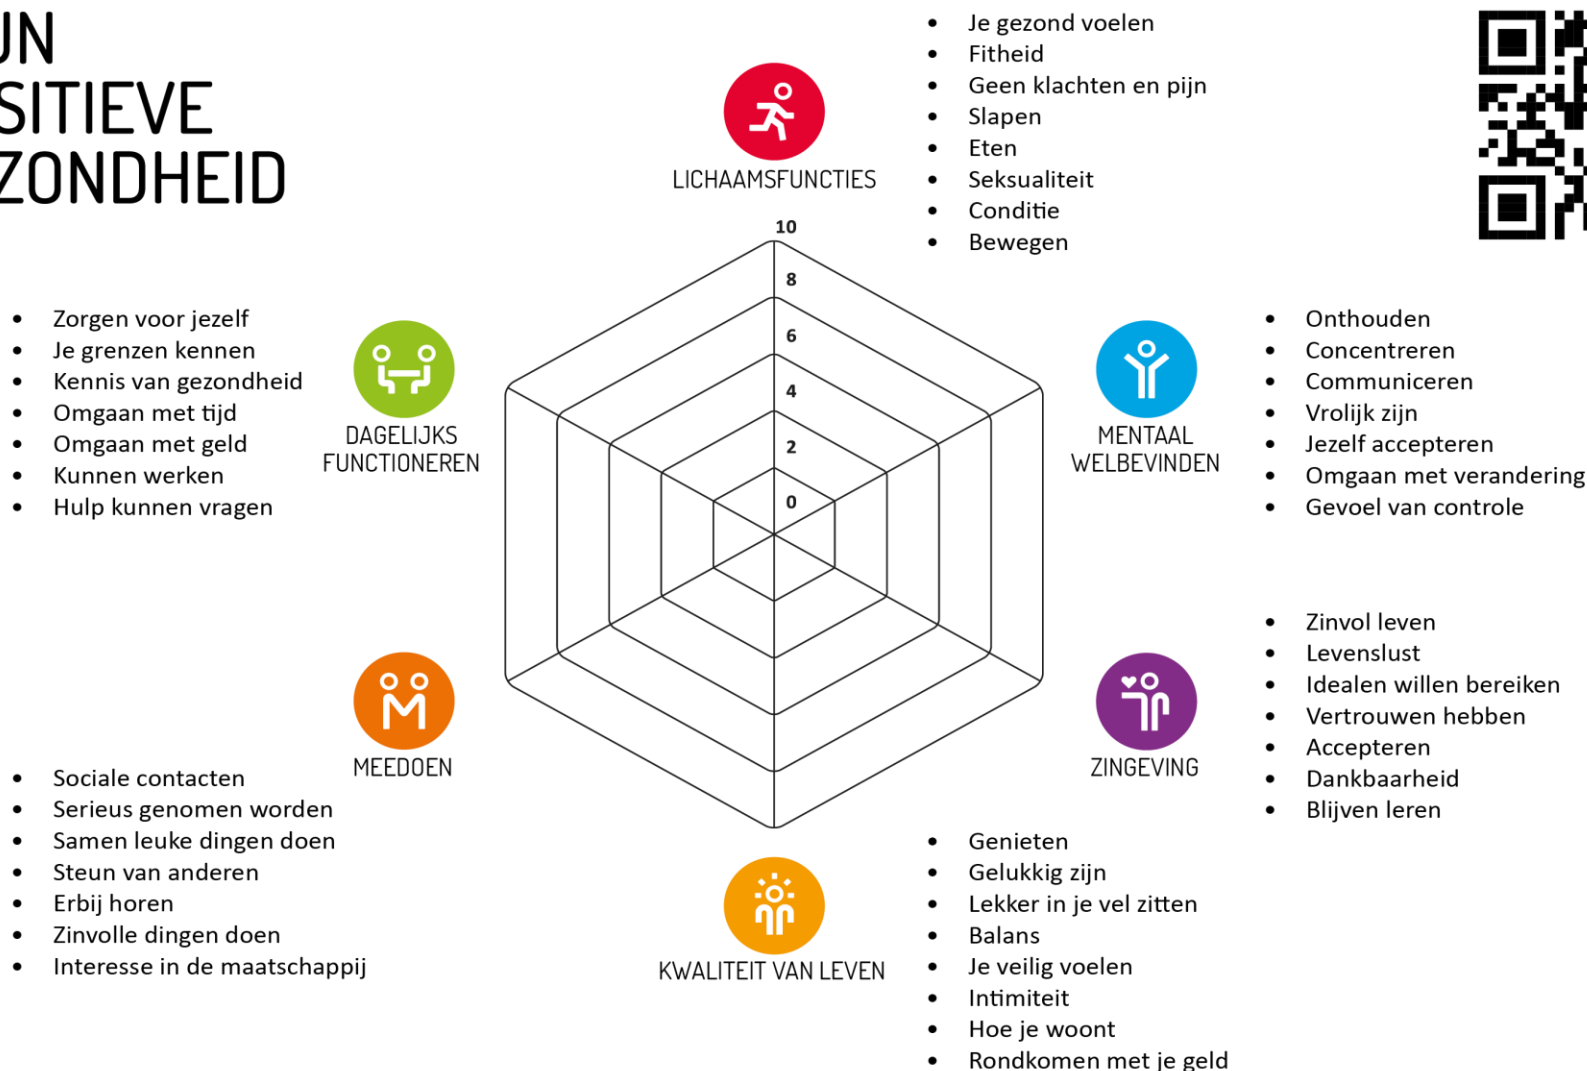 JN
SITIEVE
ZONDHEID
LICHAAMSFUNCTIES
• Je gezond voelen
• Fitheid
• Geen klachten en pijn
• Slapen
• Eten
• Seksualiteit
• Conditie
• Bewegen
10
8
6
4
2
0
• Zorgen voor jezelf
• Je grenzen kennen
• Kennis van gezondheid
• Omgaan met tijd
• Omgaan met geld
• Kunnen werken
• Hulp kunnen vragen
DAGELIJKS
FUNCTIONEREN
MENTAAL
WELBEVINDEN
• Onthouden
• Concentreren
• Communiceren
• Vrolijk zijn
• Jezelf accepteren
• Omgaan met verandering
• Gevoel van controle
MEEDOEN
• Sociale contacten
• Serieus genomen worden
• Samen leuke dingen doen
• Steun van anderen
• Erbij horen
• Zinvolle dingen doen
• Interesse in de maatschappij
ZINGEVING
• Zinvol leven
• Levenslust
• Idealen willen bereiken
• Vertrouwen hebben
• Accepteren
• Dankbaarheid
• Blijven leren
KWALITEIT VAN LEVEN
• Genieten
• Gelukkig zijn
• Lekker in je vel zitten
• Balans
• Je veilig voelen
• Intimiteit
• Hoe je woont
• Rondkomen met je geld